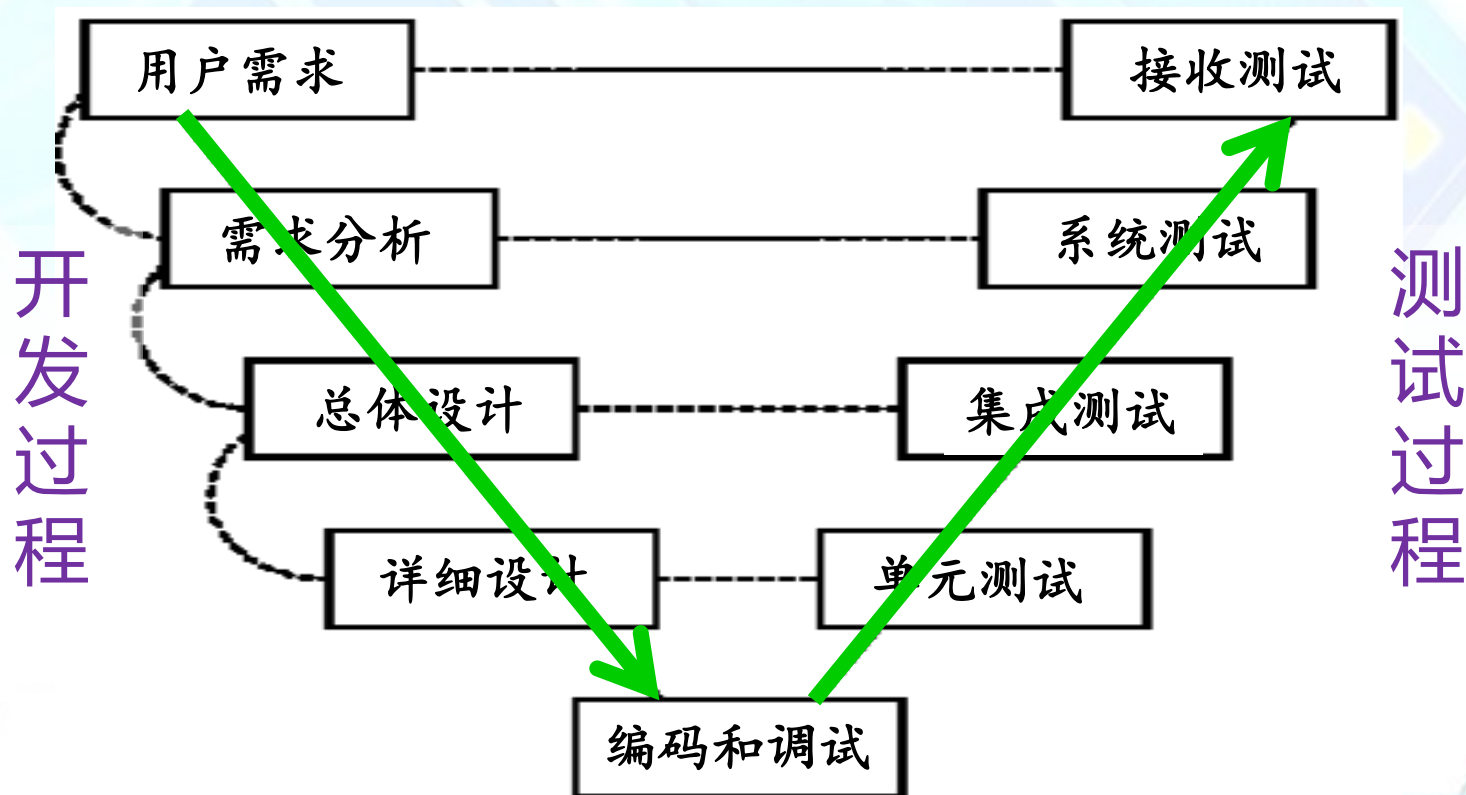 用户需求
接收测试
需求分析
系统测试
开发过程
测试过程
总体设计
集成测试
详细设计
单元测试
编码和调试